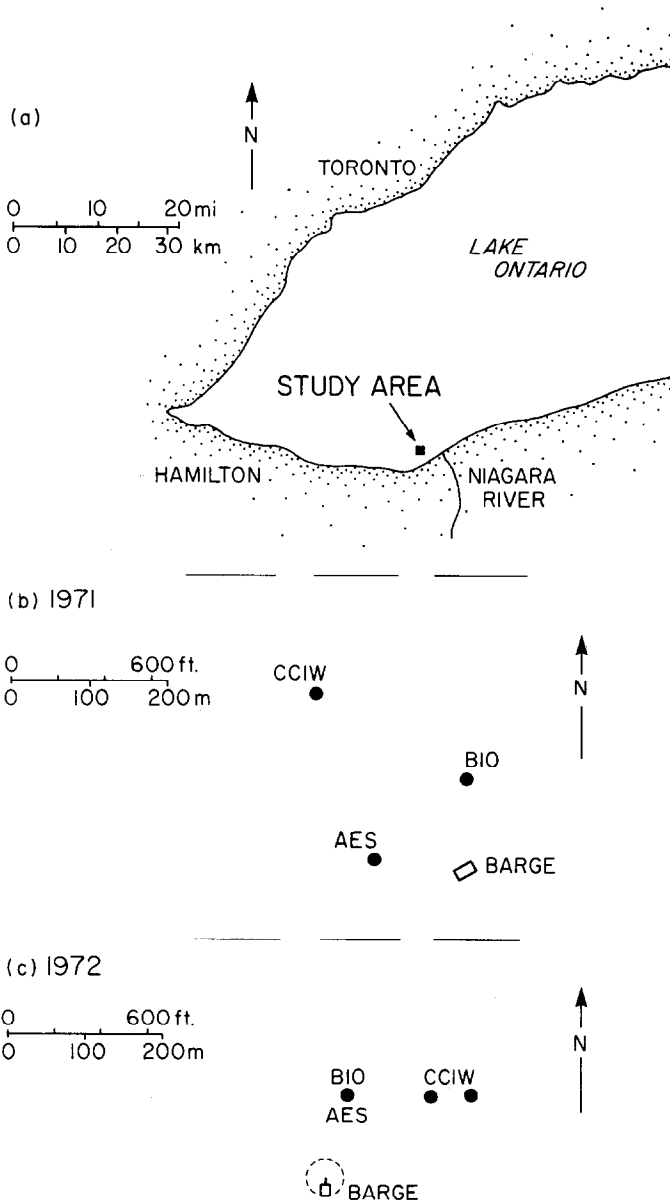 (a)
N
TORONTO
0 10 20 mi
0 10 20 30 km
LAKE
ONTARIO
STUDY AREA
HAMILTON
NIAGARA
RIVER
(b) 1971
0 600 ft.
0 100 200 m
CCIW
N
BIO
AES
BARGE
(c) 1972
0 600 ft.
0 100 200 m
N
BIO
CCIW
AES
BARGE